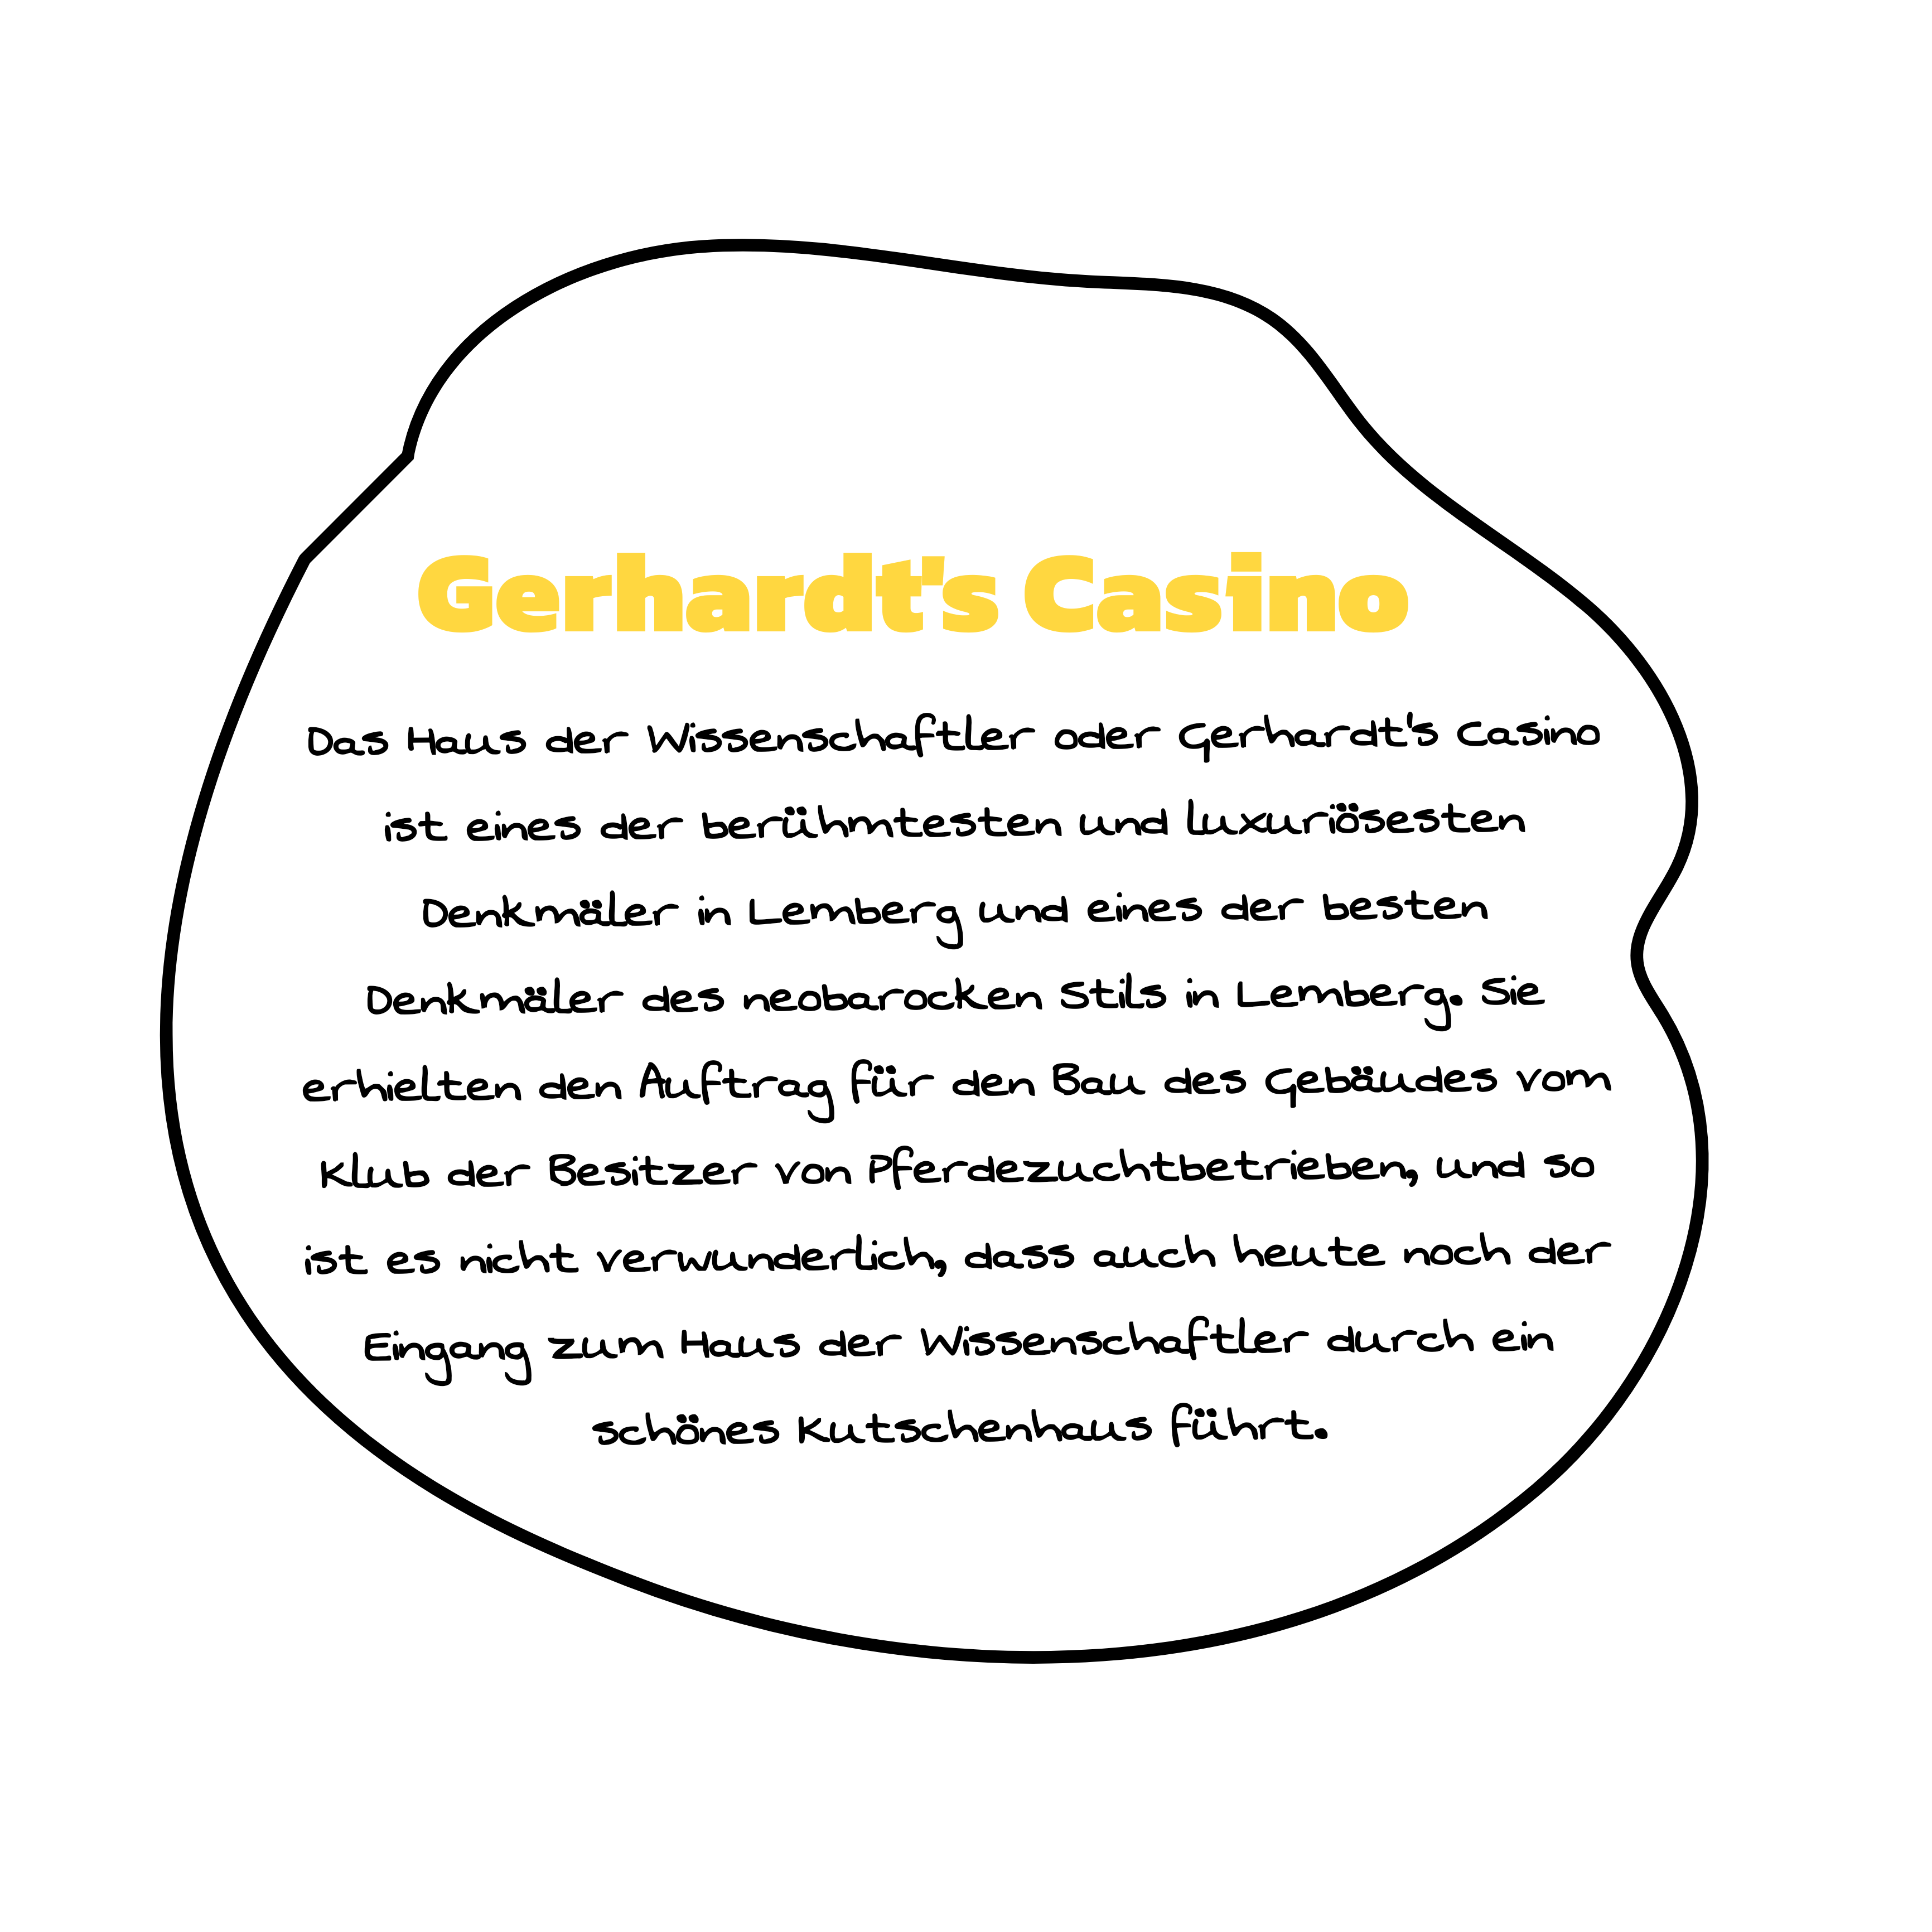 Gerhardt's Casino
Das Haus der Wissenschaftler oder Gerhardt's Casino
ist eines der berühmtesten und luxuriösesten
Denkmäler in Lemberg und eines der besten
Denkmäler des neobarocken Stils in Lemberg. Sie
erhielten den Auftrag für den Bau des Gebäudes vom
Klub der Besitzer von Pferdezuchtbetrieben, und so
ist es nicht verwunderlich, dass auch heute noch der
Eingang zum Haus der Wissenschaftler durch ein
schönes Kutschenhaus führt.